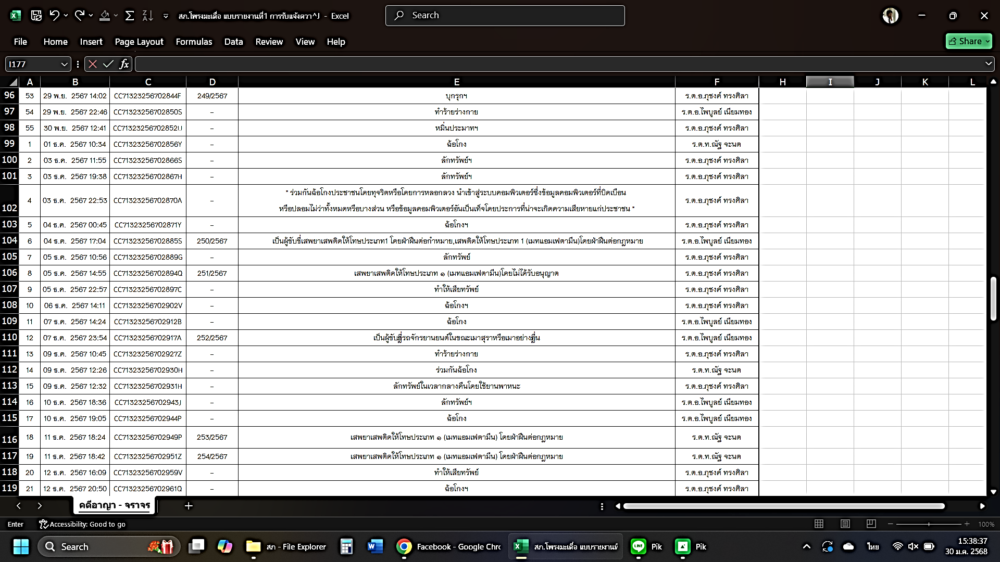 สภ.โพรงมะเดื่อ แบบรายงานที่1 การรับแจ้งควา^J - Excel
Search
File Home Insert Page Layout Formulas Data Review View Help
Share
I177 fx
A B C D E F H I J K L
96 53 29 พ.ย. 2567 14:02 CC71323256702844F 249/2567 บุกรุกฯ ร.ต.อ.ภุชงค์ ทรงศิลา
97 54 29 พ.ย. 2567 22:46 CC71323256702850S - ทำร้ายร่างกาย ร.ต.อ.ไพบูลย์ เนียมทอง
98 55 30 พ.ย. 2567 12:41 CC71323256702852U - หมิ่นประมาทฯ ร.ต.อ.ภุชงค์ ทรงศิลา
99 1 01 ธ.ค. 2567 10:34 CC71323256702856Y - ฉ้อโกง ร.ต.ท.ณัฐ จะนต
100 2 03 ธ.ค. 2567 11:55 CC71323256702866S - ลักทรัพย์ฯ ร.ต.อ.ภุชงค์ ทรงศิลา
101 3 03 ธ.ค. 2567 19:38 CC71323256702867H - ลักทรัพย์ฯ ร.ต.อ.ภุชงค์ ทรงศิลา
" ร่วมกันฉ้อโกงประชาชนโดยทุจริตหรือโดยการหลอกลวง นำเข้าสู่ระบบคอมพิวเตอร์ซึ่งข้อมูลคอมพิวเตอร์ที่บิดเบือน
102 4 03 ธ.ค. 2567 22:53 CC71323256702870A - ร.ต.อ.ภุชงค์ ทรงศิลา
หรือปลอมไม่ว่าทั้งหมดหรือบางส่วน หรือข้อมูลคอมพิวเตอร์อันเป็นเท็จโดยประการที่น่าจะเกิดความเสียหายแก่ประชาชน "
103 5 04 ธ.ค. 2567 00:45 CC71323256702871Y - ฉ้อโกงฯ ร.ต.อ.ภุชงค์ ทรงศิลา
104 6 04 ธ.ค. 2567 17:04 CC71323256702885S 250/2567 เป็นผู้ขับขี่เสพยาเสพติดให้โทษประเภท1 โดยฝ่าฝืนต่อกำหมาย,เสพติดให้โทษประเภท 1 (เมทแอมเฟตามีน)โดยฝ่าฝืนต่อกฎหมาย ร.ต.อ.ไพบูลย์ เนียมทอง
105 7 05 ธ.ค. 2567 10:56 CC71323256702889G - ลักทรัพย์ ร.ต.อ.ภุชงค์ ทรงศิลา
106 8 05 ธ.ค. 2567 14:55 CC71323256702894Q 251/2567 เสพยาเสพติดให้โทษประเภท ๑ (เมทแอมเฟตามีน)โดยไม่ได้รับอนุญาต ร.ต.อ.ภุชงค์ ทรงศิลา
107 9 05 ธ.ค. 2567 22:57 CC71323256702897C - ทำให้เสียทรัพย์ ร.ต.อ.ภุชงค์ ทรงศิลา
108 10 06 ธ.ค. 2567 14:11 CC71323256702902V - ฉ้อโกงฯ ร.ต.อ.ภุชงค์ ทรงศิลา
109 11 07 ธ.ค. 2567 14:24 CC71323256702912B - ฉ้อโกง ร.ต.อ.ไพบูลย์ เนียมทอง
110 12 07 ธ.ค. 2567 23:54 CC71323256702917A 252/2567 เป็นผู้ขับขี่รถจักรยานยนต์ในขณะเมาสุราหรือเมาอย่างอื่น ร.ต.อ.ไพบูลย์ เนียมทอง
111 13 09 ธ.ค. 2567 10:45 CC71323256702927Z - ทำร้ายร่างกาย ร.ต.อ.ภุชงค์ ทรงศิลา
112 14 09 ธ.ค. 2567 12:26 CC71323256702930H - ร่วมกันฉ้อโกง ร.ต.ท.ณัฐ จะนต
113 15 09 ธ.ค. 2567 12:32 CC71323256702931H - ลักทรัพย์ในเวลากลางคืนโดยใช้ยานพาหนะ ร.ต.อ.ภุชงค์ ทรงศิลา
114 16 10 ธ.ค. 2567 18:36 CC71323256702943J - ลักทรัพย์ฯ ร.ต.อ.ไพบูลย์ เนียมทอง
115 17 10 ธ.ค. 2567 19:05 CC71323256702944P - ฉ้อโกง ร.ต.อ.ไพบูลย์ เนียมทอง
116 18 11 ธ.ค. 2567 18:24 CC71323256702949P 253/2567 เสพยาเสพติดให้โทษประเภท ๑ (เมทแอมเฟตามีน) โดยฝ่าฝืนต่อกฎหมาย ร.ต.ท.ณัฐ จะนต
117 19 11 ธ.ค. 2567 18:42 CC71323256702951Z 254/2567 เสพยาเสพติดให้โทษประเภท ๑ (เมทแอมเฟตามีน) โดยฝ่าฝืนต่อกฎหมาย ร.ต.ท.ณัฐ จะนต
118 20 12 ธ.ค. 2567 16:09 CC71323256702959V - ทำให้เสียทรัพย์ ร.ต.อ.ภุชงค์ ทรงศิลา
119 21 12 ธ.ค. 2567 20:50 CC71323256702961Q - ฉ้อโกงฯ ร.ต.อ.ภุชงค์ ทรงศิลา
คดีอาญา - จราจร
Enter Accessibility: Good to go 100%
Search สภ - File Explorer Facebook - Google Chro สภ.โพรงมะเดื่อ แบบรายงานที่ Pik Pik ไทย 15:38:37
30 ม.ค. 2568